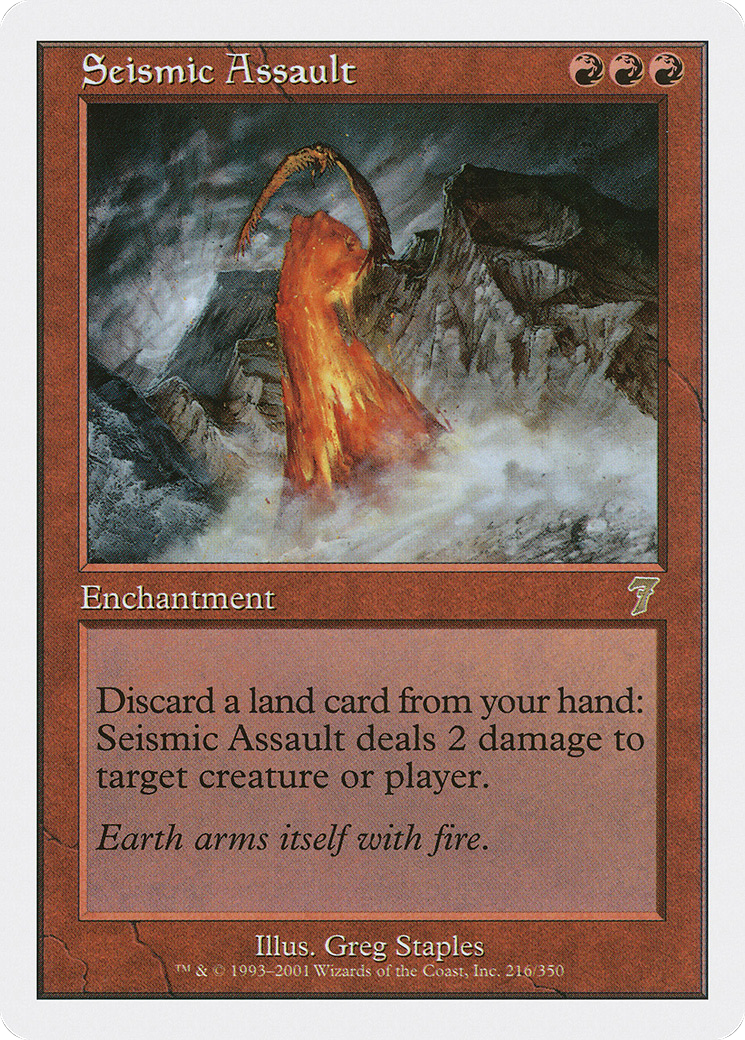 Seismic Assault
Enchantment
7
Discard a land card from your hand:
Seismic Assault deals 2 damage to
target creature or player.
Earth arms itself with fire.
Illus. Greg Staples
™ & © 1993–2001 Wizards of the Coast, Inc. 216/350